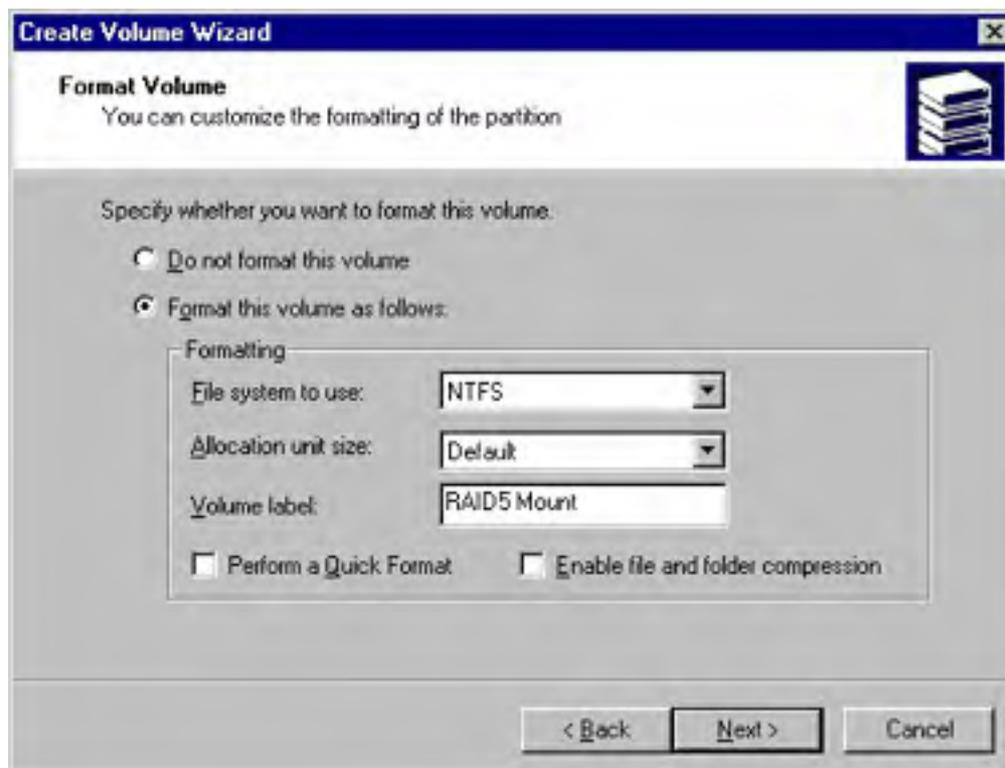 Create Volume Wizard
Format Volume
You can customize the formatting of the partition
Specify whether you want to format this volume.
Do not format this volume
Format this volume as follows:
Formatting
File system to use: NTFS
Allocation unit size: Default
Volume label: RAID5 Mount
Perform a Quick Format Enable file and folder compression
< Back Next > Cancel